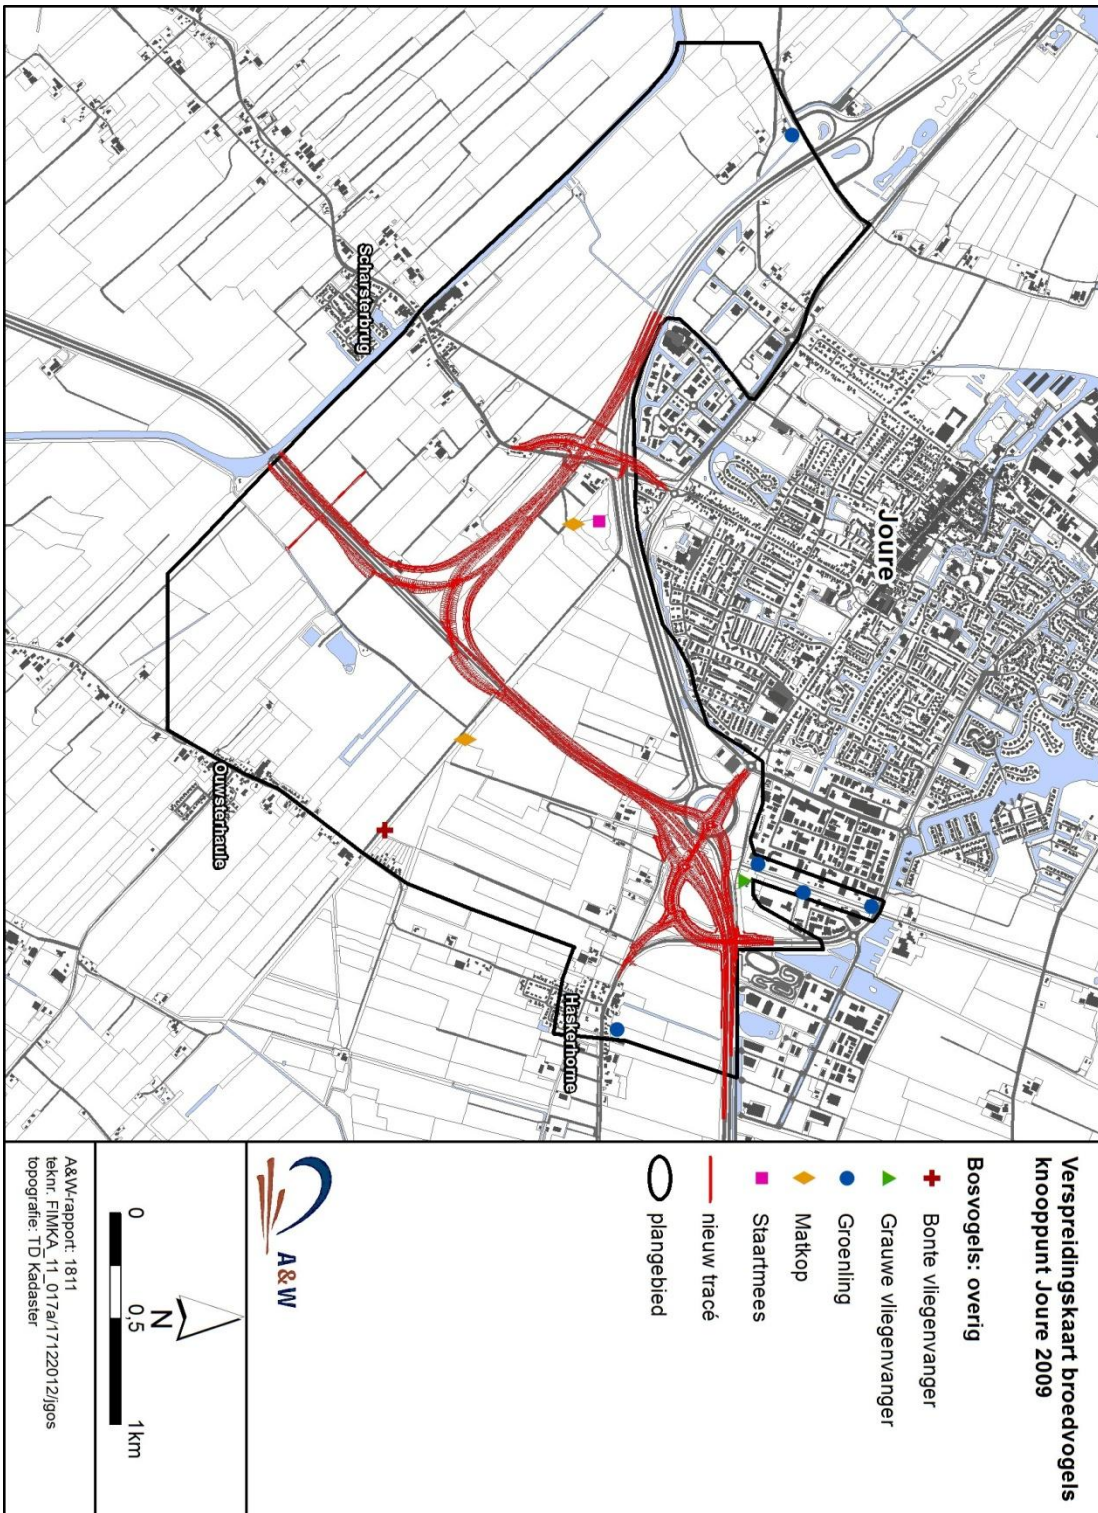 Verspreidingskaart broedvogels
knooppunt Joure 2009
Bosvogels: overig
Bonte vliegenvanger
Grauwe vliegenvanger
Groenling
Matkop
Staartmees
nieuw tracé
plangebied
A&W
N
0
0,5
1km
A&W-rapport: 1811
teknr. FIMKA_11_017a/17122012/jgos
topografie: TD Kadaster
Joure
Scharsterbrug
Ouwsterhaule
Haskerhorne